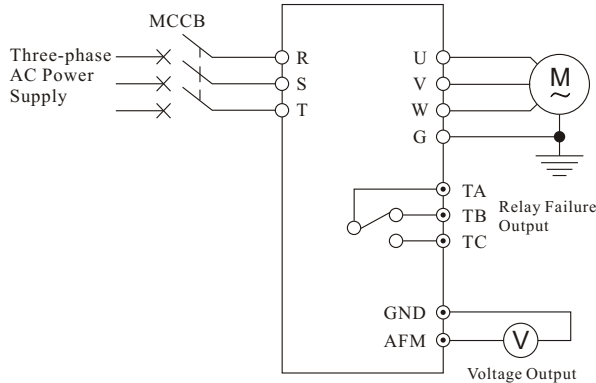 MCCB
Three-phase
AC Power
Supply
R
S
T
U
V
W
G
M
~
TA
TB
TC
Relay Failure
Output
GND
AFM
V
Voltage Output